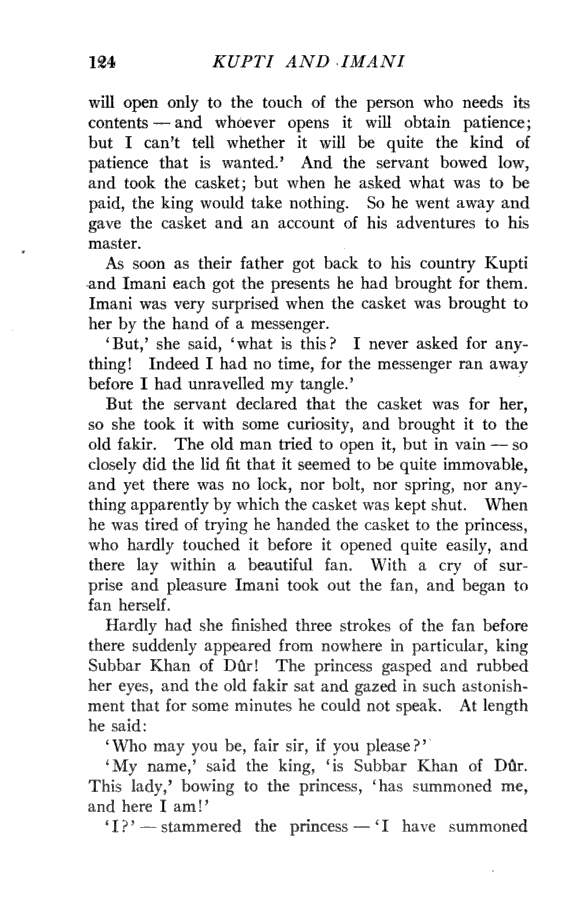 124 KUPTI AND IMANI
will open only to the touch of the person who needs its
contents — and whoever opens it will obtain patience;
but I can't tell whether it will be quite the kind of
patience that is wanted.' And the servant bowed low,
and took the casket; but when he asked what was to be
paid, the king would take nothing. So he went away and
gave the casket and an account of his adventures to his
master.
As soon as their father got back to his country Kupti
and Imani each got the presents he had brought for them.
Imani was very surprised when the casket was brought to
her by the hand of a messenger.
'But,' she said, 'what is this? I never asked for any-
thing! Indeed I had no time, for the messenger ran away
before I had unravelled my tangle.'
But the servant declared that the casket was for her,
so she took it with some curiosity, and brought it to the
old fakir. The old man tried to open it, but in vain — so
closely did the lid fit that it seemed to be quite immovable,
and yet there was no lock, nor bolt, nor spring, nor any-
thing apparently by which the casket was kept shut. When
he was tired of trying he handed the casket to the princess,
who hardly touched it before it opened quite easily, and
there lay within a beautiful fan. With a cry of sur-
prise and pleasure Imani took out the fan, and began to
fan herself.
Hardly had she finished three strokes of the fan before
there suddenly appeared from nowhere in particular, king
Subbar Khan of Dûr! The princess gasped and rubbed
her eyes, and the old fakir sat and gazed in such astonish-
ment that for some minutes he could not speak. At length
he said:
'Who may you be, fair sir, if you please?'
'My name,' said the king, 'is Subbar Khan of Dûr.
This lady,' bowing to the princess, 'has summoned me,
and here I am!'
'I?' — stammered the princess — 'I have summoned